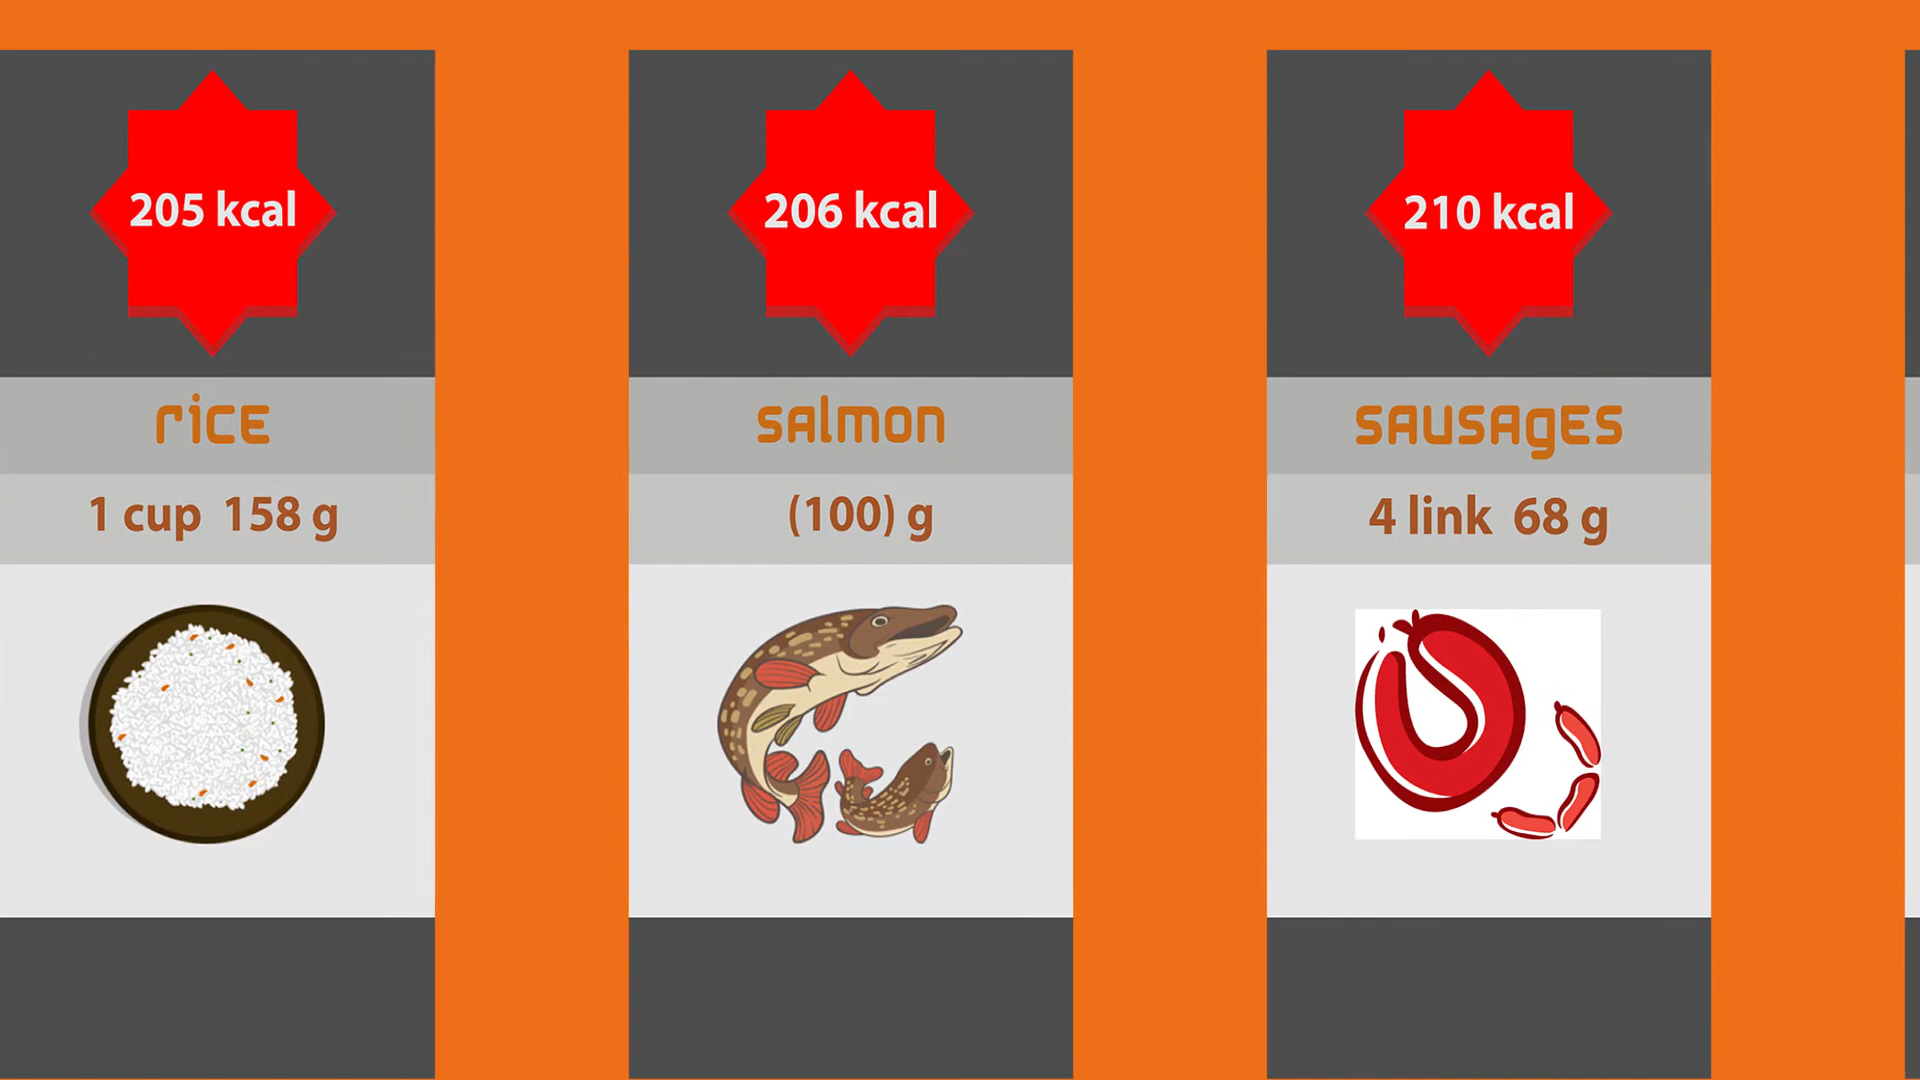 205 kcal
rice
1 cup 158 g
206 kcal
salmon
(100) g
210 kcal
sausages
4 link 68 g